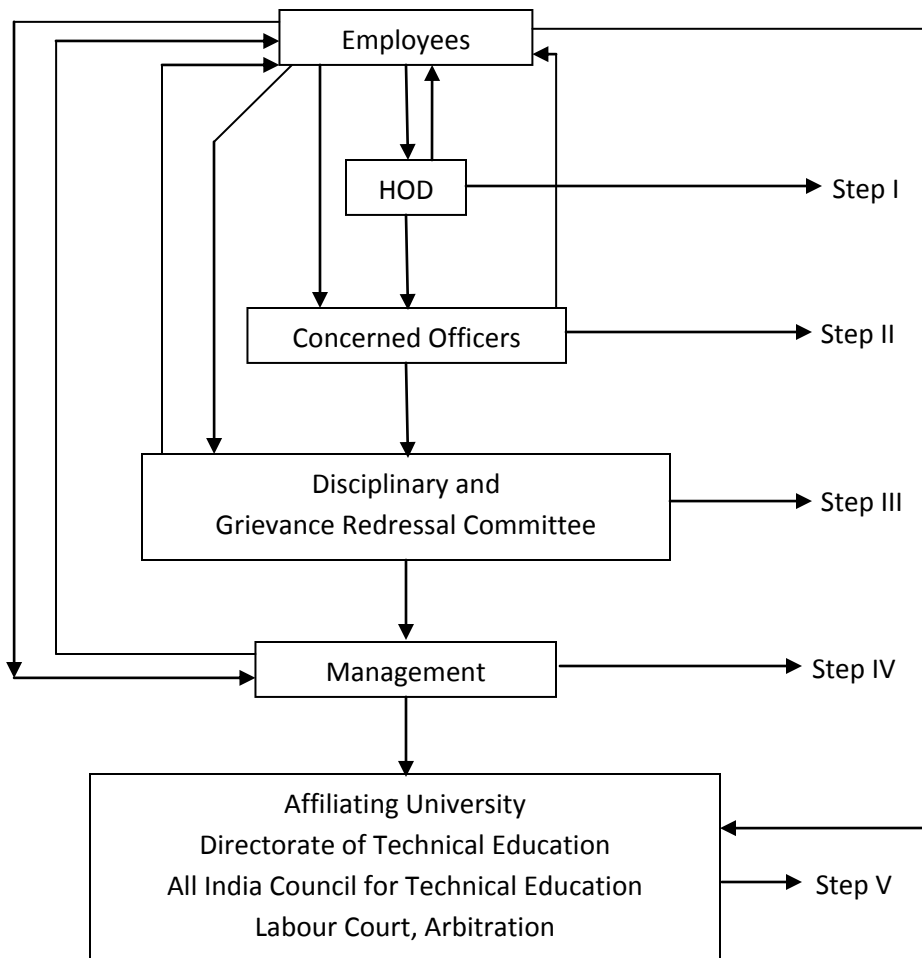 Employees
HOD
Step I
Concerned Officers
Step II
Disciplinary and
Grievance Redressal Committee
Step III
Management
Step IV
Affiliating University
Directorate of Technical Education
All India Council for Technical Education
Step V
Labour Court, Arbitration